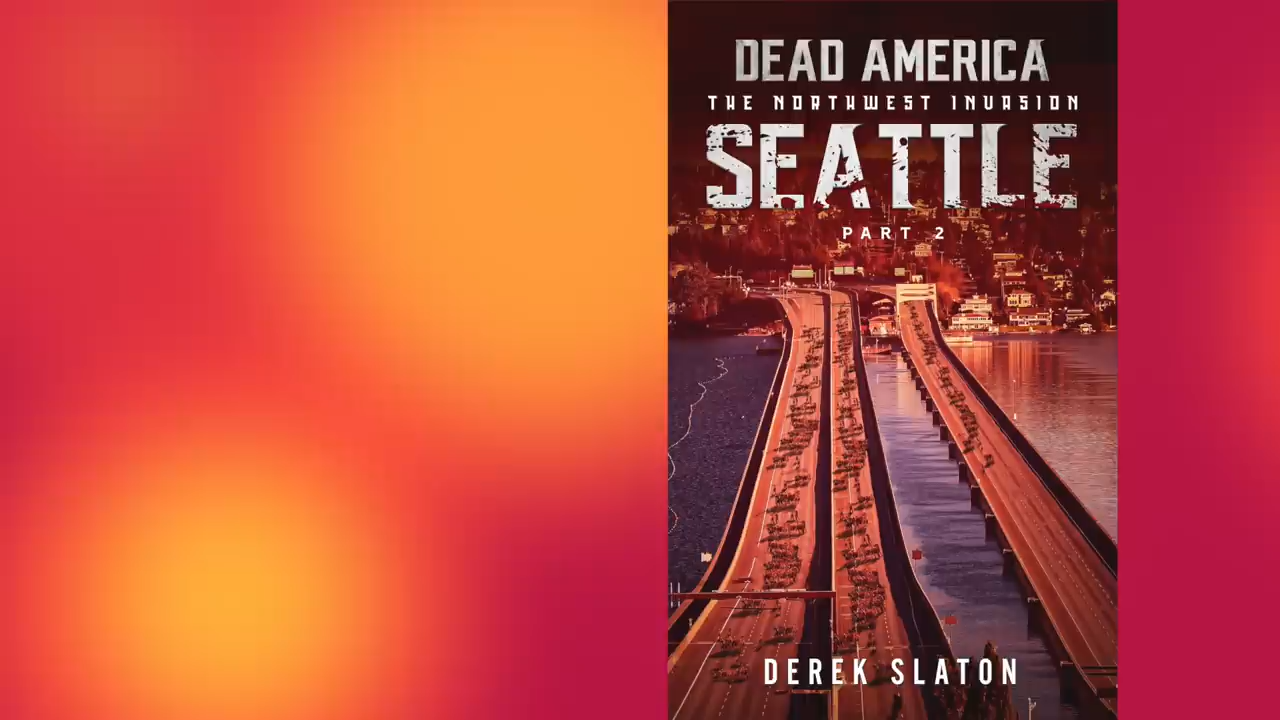 DEAD AMERICA
THE NORTHWEST INVASION
SEATTLE
PART 2
DEREK SLATON